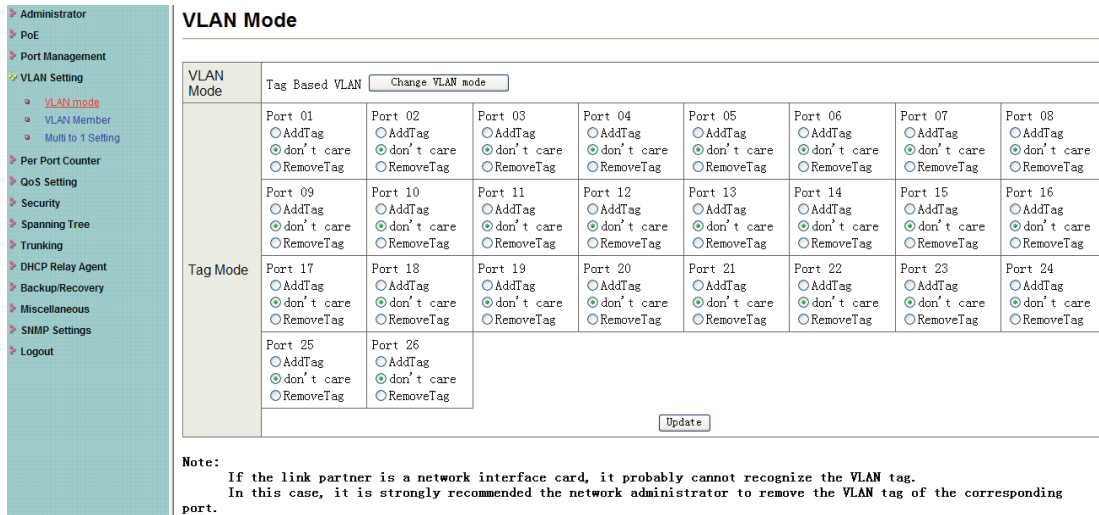 Administrator
PoE
Port Management
VLAN Setting
VLAN mode
VLAN Member
Multi to 1 Setting
Per Port Counter
QoS Setting
Security
Spanning Tree
Trunking
DHCP Relay Agent
Backup/Recovery
Miscellaneous
SNMP Settings
Logout
VLAN Mode
VLAN
Mode
Tag Based VLAN Change VLAN mode
Tag Mode
Port 01 Port 02 Port 03 Port 04 Port 05 Port 06 Port 07 Port 08
AddTag AddTag AddTag AddTag AddTag AddTag AddTag AddTag
don't care don't care don't care don't care don't care don't care don't care don't care
RemoveTag RemoveTag RemoveTag RemoveTag RemoveTag RemoveTag RemoveTag RemoveTag
Port 09 Port 10 Port 11 Port 12 Port 13 Port 14 Port 15 Port 16
AddTag AddTag AddTag AddTag AddTag AddTag AddTag AddTag
don't care don't care don't care don't care don't care don't care don't care don't care
RemoveTag RemoveTag RemoveTag RemoveTag RemoveTag RemoveTag RemoveTag RemoveTag
Port 17 Port 18 Port 19 Port 20 Port 21 Port 22 Port 23 Port 24
AddTag AddTag AddTag AddTag AddTag AddTag AddTag AddTag
don't care don't care don't care don't care don't care don't care don't care don't care
RemoveTag RemoveTag RemoveTag RemoveTag RemoveTag RemoveTag RemoveTag RemoveTag
Port 25 Port 26
AddTag AddTag
don't care don't care
RemoveTag RemoveTag
Update
Note:
If the link partner is a network interface card, it probably cannot recognize the VLAN tag.
In this case, it is strongly recommended the network administrator to remove the VLAN tag of the corresponding
port.